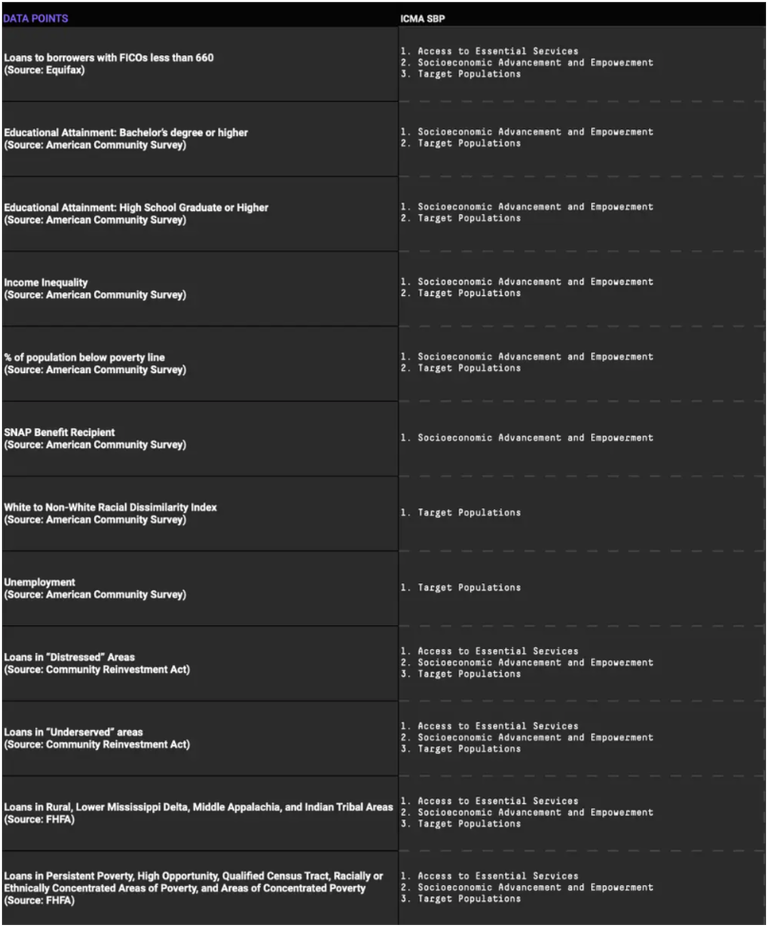 DATA POINTS
ICMA SBP
Loans to borrowers with FICOs less than 660
(Source: Equifax)
1. Access to Essential Services
2. Socioeconomic Advancement and Empowerment
3. Target Populations
Educational Attainment: Bachelor's degree or higher
(Source: American Community Survey)
1. Socioeconomic Advancement and Empowerment
2. Target Populations
Educational Attainment: High School Graduate or Higher
(Source: American Community Survey)
1. Socioeconomic Advancement and Empowerment
2. Target Populations
Income Inequality
(Source: American Community Survey)
1. Socioeconomic Advancement and Empowerment
2. Target Populations
% of population below poverty line
(Source: American Community Survey)
1. Socioeconomic Advancement and Empowerment
2. Target Populations
SNAP Benefit Recipient
(Source: American Community Survey)
1. Socioeconomic Advancement and Empowerment
White to Non-White Racial Dissimilarity Index
(Source: American Community Survey)
1. Target Populations
Unemployment
(Source: American Community Survey)
1. Target Populations
Loans in "Distressed" Areas
(Source: Community Reinvestment Act)
1. Access to Essential Services
2. Socioeconomic Advancement and Empowerment
3. Target Populations
Loans in "Underserved" areas
(Source: Community Reinvestment Act)
1. Access to Essential Services
2. Socioeconomic Advancement and Empowerment
3. Target Populations
Loans in Rural, Lower Mississippi Delta, Middle Appalachia, and Indian Tribal Areas
(Source: FHFA)
1. Access to Essential Services
2. Socioeconomic Advancement and Empowerment
3. Target Populations
Loans in Persistent Poverty, High Opportunity, Qualified Census Tract, Racially or
Ethnically Concentrated Areas of Poverty, and Areas of Concentrated Poverty
(Source: FHFA)
1. Access to Essential Services
2. Socioeconomic Advancement and Empowerment
3. Target Populations